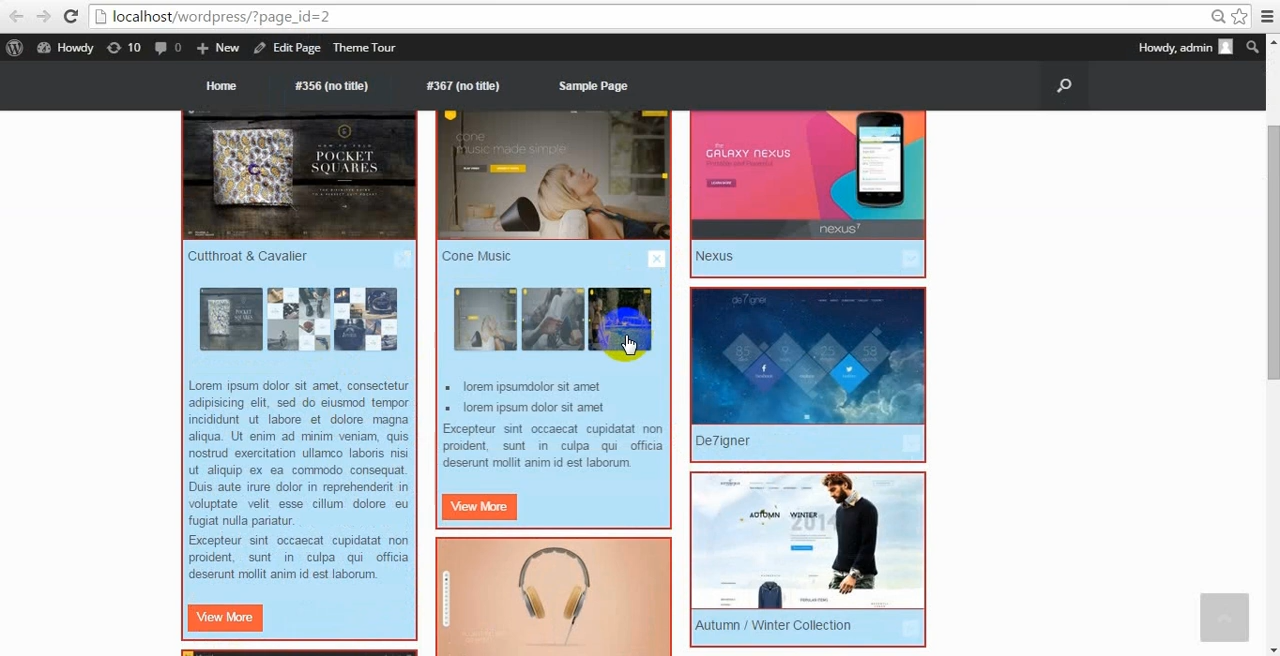 localhost/wordpress/?page_id=2
Howdy
10
0
New
Edit Page
Theme Tour
Howdy, admin
Home
#356 (no title)
#367 (no title)
Sample Page
HOW TO FOLD
POCKET
SQUARES
Cutthroat & Cavalier
Lorem ipsum dolor sit amet, consectetur
adipisicing elit, sed do eiusmod tempor
incididunt ut labore et dolore magna
aliqua. Ut enim ad minim veniam, quis
nostrud exercitation ullamco laboris nisi
ut aliquip ex ea commodo consequat.
Duis aute irure dolor in reprehenderit in
voluptate velit esse cillum dolore eu
fugiat nulla pariatur.
Excepteur sint occaecat cupidatat non
proident, sunt in culpa qui officia
deserunt mollit anim id est laborum.
View More
cone
music made simple
Cone Music
lorem ipsumdolor sit amet
lorem ipsum dolor sit amet
Excepteur sint occaecat cupidatat non
proident, sunt in culpa qui officia
deserunt mollit anim id est laborum.
View More
the
GALAXY NEXUS
nexus7
Nexus
de7igner
De7igner
AUTUMN WINTER
2014
Autumn / Winter Collection